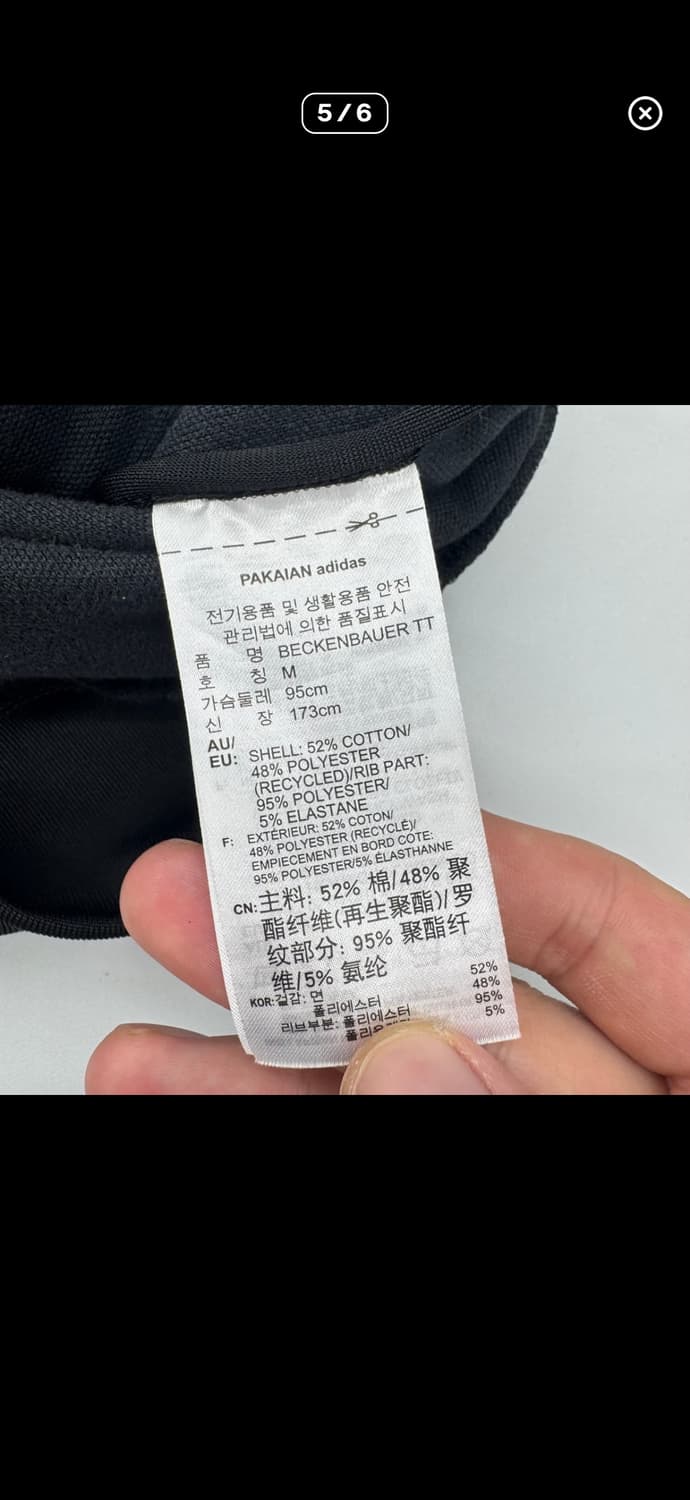 5/6
PAKAIAN adidas
전기용품 및 생활용품 안전
관리법에 의한 품질표시
품 명 BECKENBAUER TT
호 칭 M
가슴둘레 95cm
신 장 173cm
AU/
EU: SHELL: 52% COTTON/
48% POLYESTER
(RECYCLED)/RIB PART:
95% POLYESTER/
5% ELASTANE
F: EXTÉRIEUR: 52% COTON/
48% POLYESTER (RECYCLÉ)/
EMPIECEMENT EN BORD COTE:
95% POLYESTER/5% ÉLASTHANNE
CN: 主料: 52% 棉/48% 聚
酯纤维(再生聚酯)/罗
纹部分: 95% 聚酯纤
维/5% 氨纶
KOR: 겉감: 면 52%
폴리에스터 48%
리브부분: 폴리에스터 95%
5%